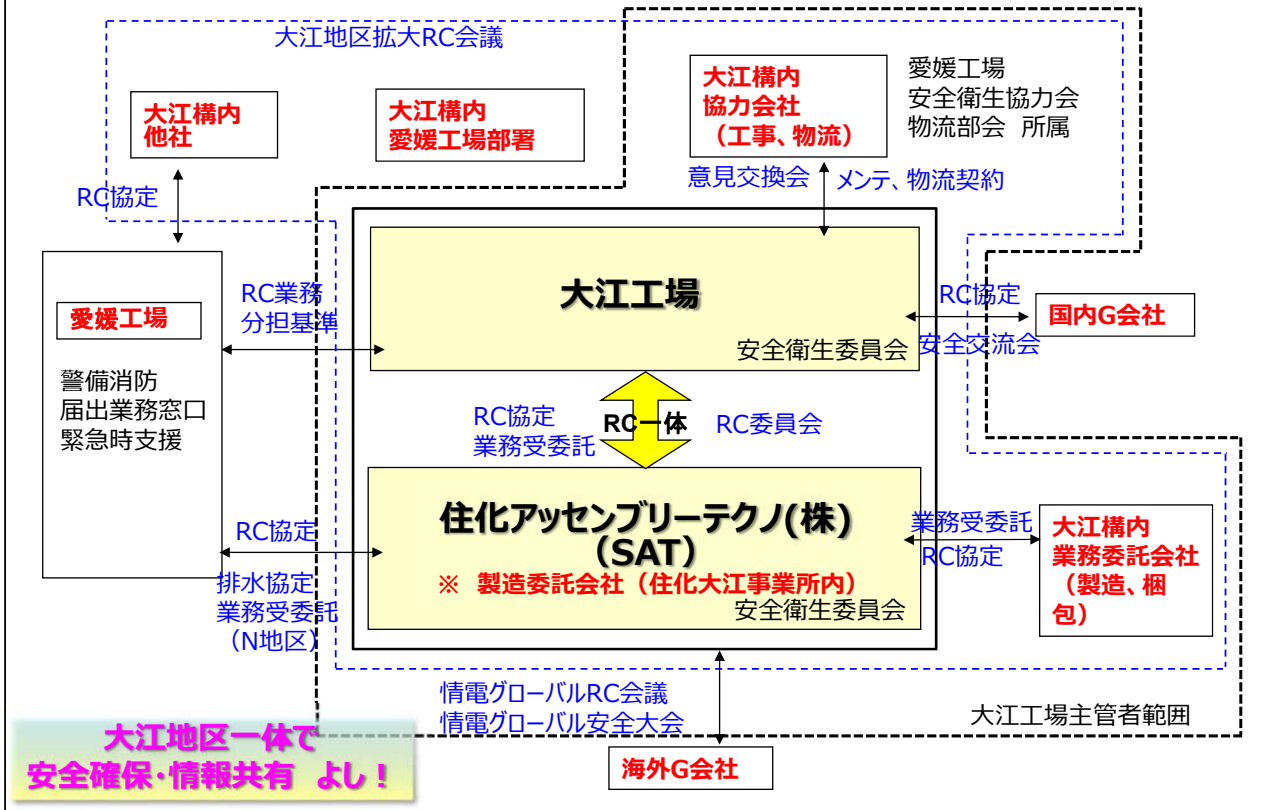 大江地区拡大RC会議
大江構内
他社
大江構内
愛媛工場部署
大江構内
協力会社
（工事、物流）
愛媛工場
安全衛生協力会
物流部会 所属
RC協定
意見交換会
メンテ、物流契約
愛媛工場
警備消防
届出業務窓口
緊急時支援
RC業務
分担基準
大江工場
安全衛生委員会
RC協定
安全交流会
国内G会社
RC協定
業務受委託
RC一体
RC委員会
RC協定
排水協定
業務受委託
（N地区）
住化アッセンブリーテクノ(株)
（SAT）
※ 製造委託会社（住化大江事業所内）
安全衛生委員会
業務受委託
RC協定
大江構内
業務委託会社
（製造、梱
包）
情電グローバルRC会議
情電グローバル安全大会
大江工場主管者範囲
大江地区一体で
安全確保・情報共有 よし！
海外G会社